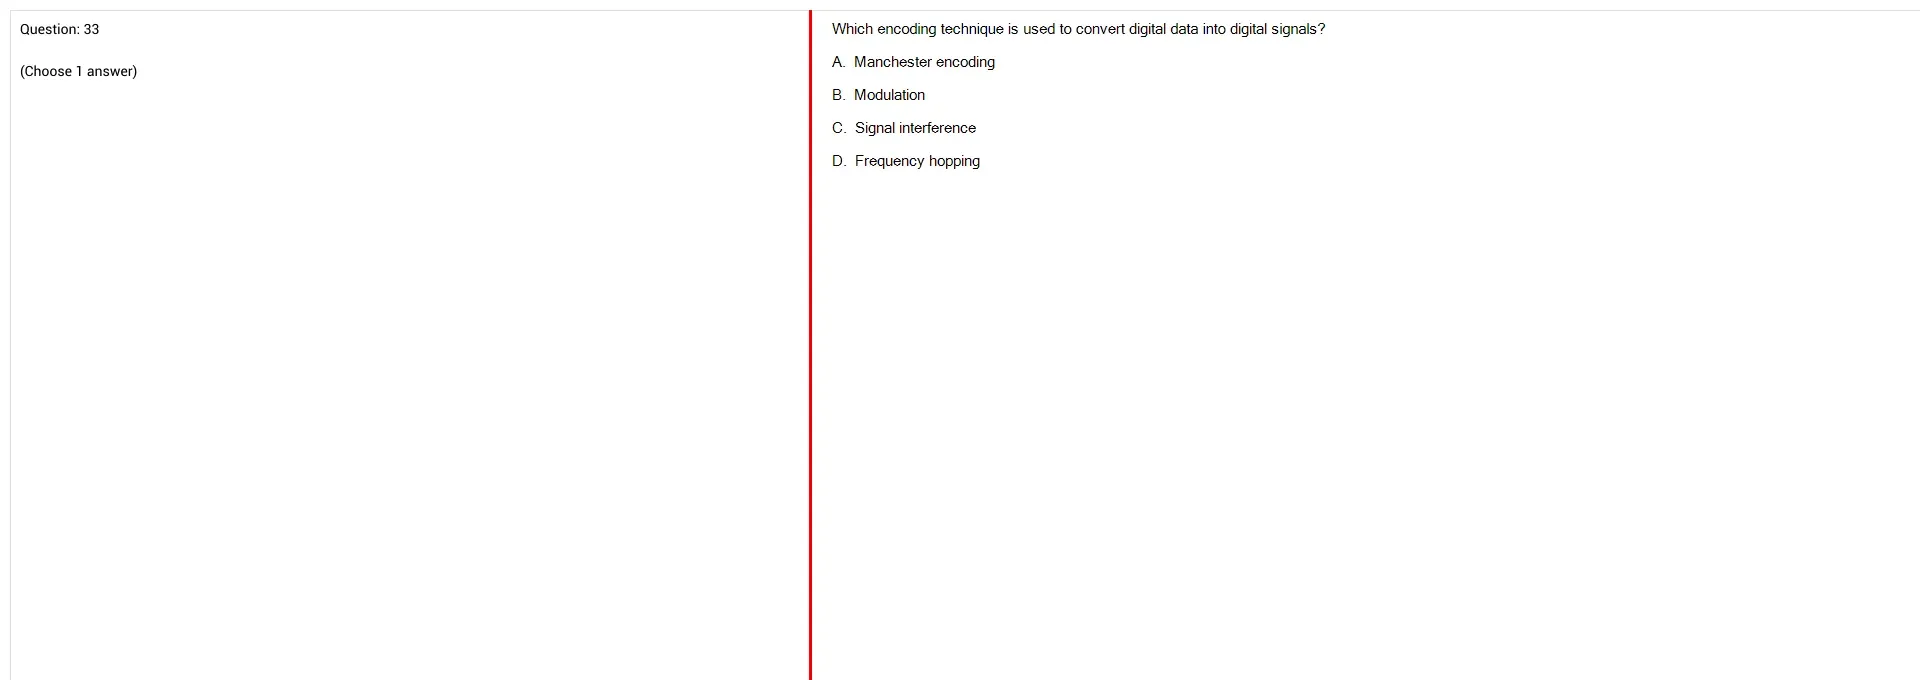 Question: 33
(Choose 1 answer)
Which encoding technique is used to convert digital data into digital signals?
A. Manchester encoding
B. Modulation
C. Signal interference
D. Frequency hopping